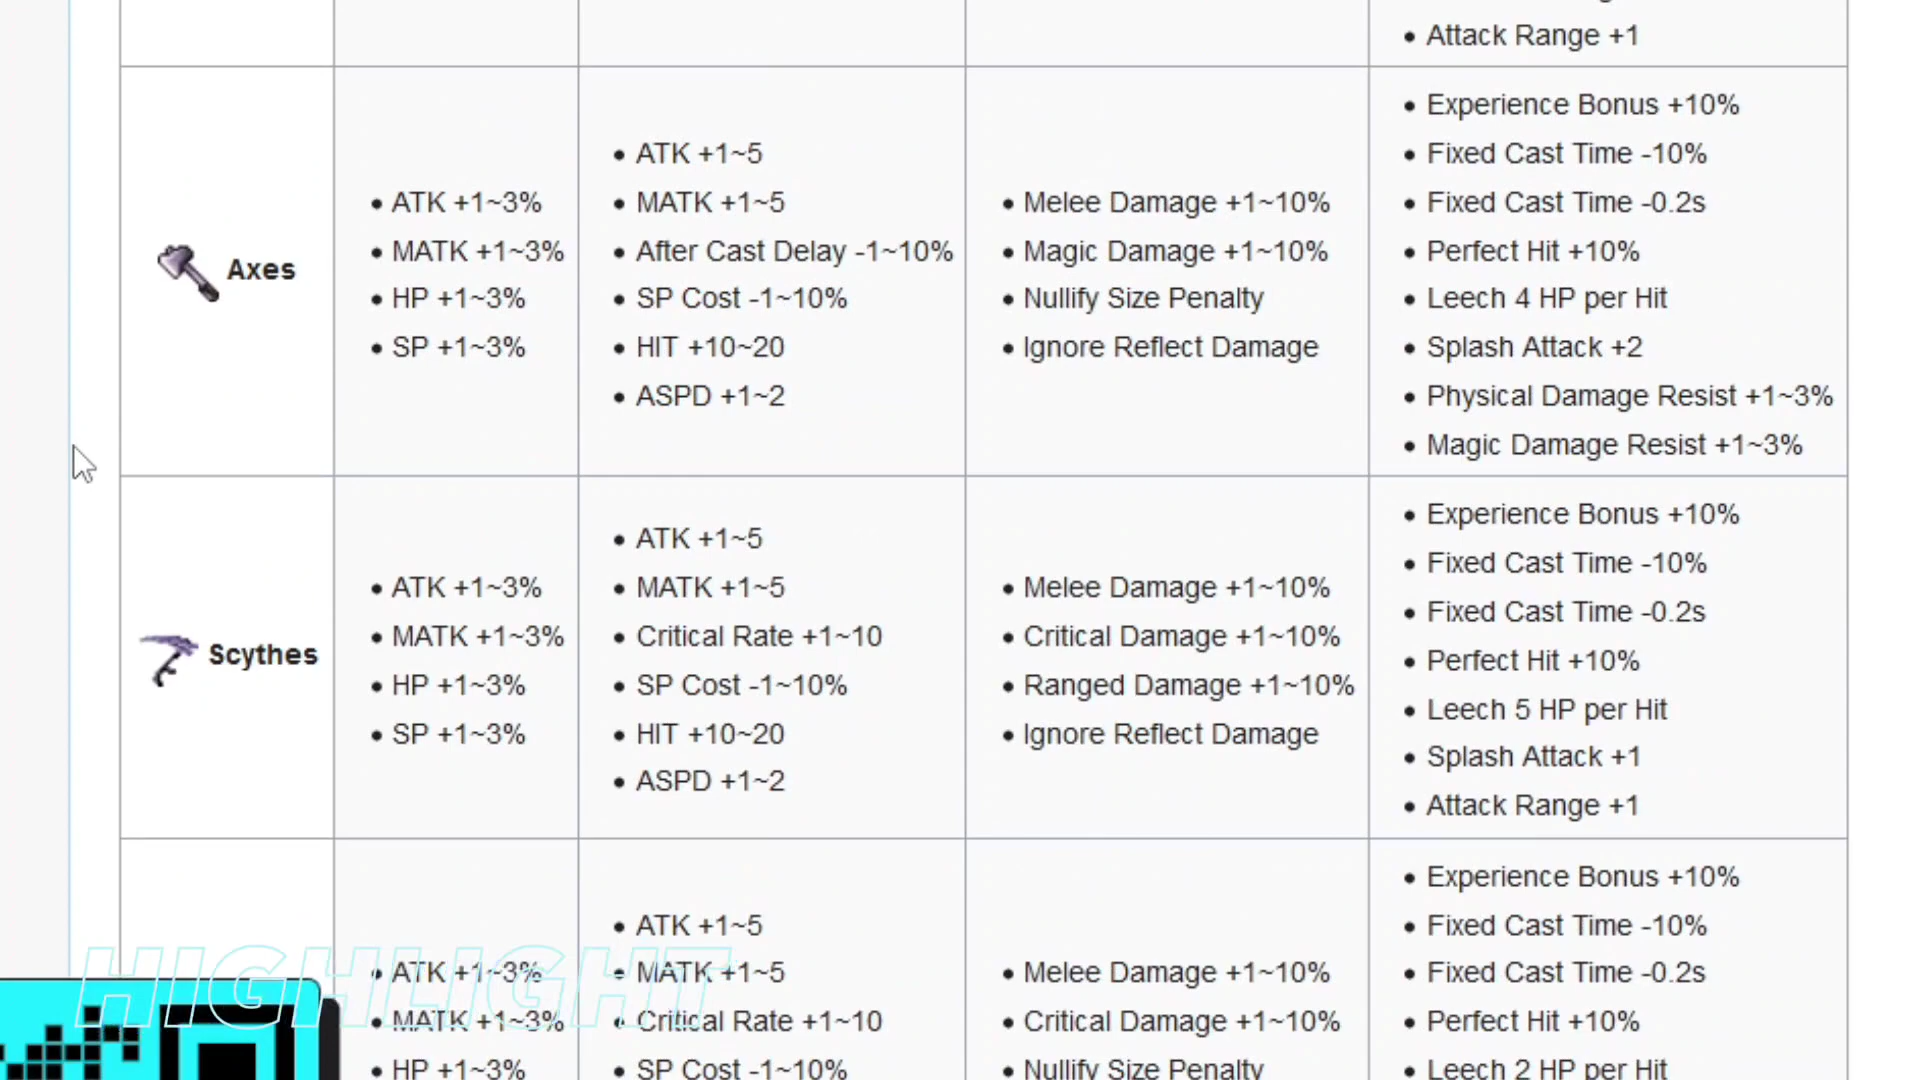 Attack Range +1
Axes
ATK +1~3%
MATK +1~3%
HP +1~3%
SP +1~3%
ATK +1~5
MATK +1~5
After Cast Delay -1~10%
SP Cost -1~10%
HIT +10~20
ASPD +1~2
Melee Damage +1~10%
Magic Damage +1~10%
Nullify Size Penalty
Ignore Reflect Damage
Experience Bonus +10%
Fixed Cast Time -10%
Fixed Cast Time -0.2s
Perfect Hit +10%
Leech 4 HP per Hit
Splash Attack +2
Physical Damage Resist +1~3%
Magic Damage Resist +1~3%
Scythes
ATK +1~3%
MATK +1~3%
HP +1~3%
SP +1~3%
ATK +1~5
MATK +1~5
Critical Rate +1~10
SP Cost -1~10%
HIT +10~20
ASPD +1~2
Melee Damage +1~10%
Critical Damage +1~10%
Ranged Damage +1~10%
Ignore Reflect Damage
Experience Bonus +10%
Fixed Cast Time -10%
Fixed Cast Time -0.2s
Perfect Hit +10%
Leech 5 HP per Hit
Splash Attack +1
Attack Range +1
ATK +1~3%
MATK +1~3%
HP +1~3%
ATK +1~5
MATK +1~5
Critical Rate +1~10
SP Cost -1~10%
Melee Damage +1~10%
Critical Damage +1~10%
Nullify Size Penalty
Experience Bonus +10%
Fixed Cast Time -10%
Fixed Cast Time -0.2s
Perfect Hit +10%
Leech 2 HP per Hit
HIGHLIGHT